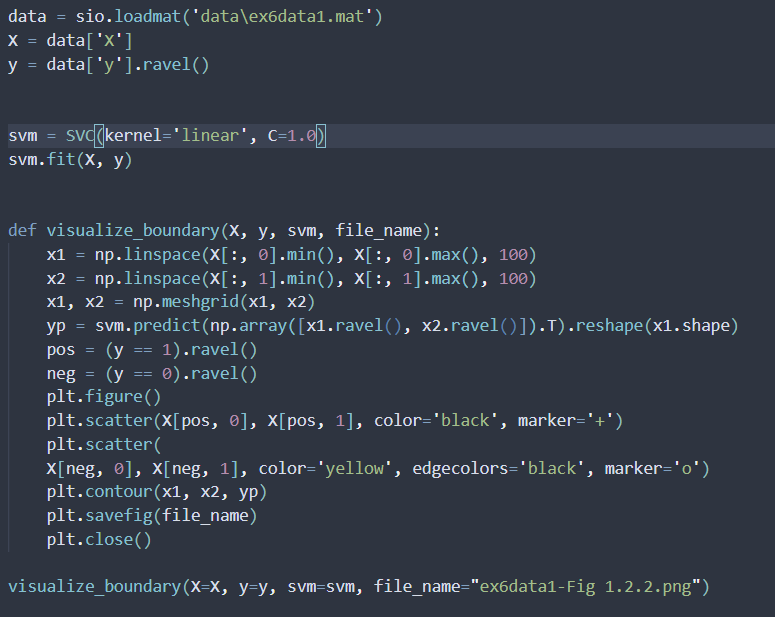 data = sio.loadmat('data\ex6data1.mat')
X = data['X']
y = data['y'].ravel()
svm = SVC(kernel='linear', C=1.0)
svm.fit(X, y)
def visualize_boundary(X, y, svm, file_name):
    x1 = np.linspace(X[:, 0].min(), X[:, 0].max(), 100)
    x2 = np.linspace(X[:, 1].min(), X[:, 1].max(), 100)
    x1, x2 = np.meshgrid(x1, x2)
    yp = svm.predict(np.array([x1.ravel(), x2.ravel()]).T).reshape(x1.shape)
    pos = (y == 1).ravel()
    neg = (y == 0).ravel()
    plt.figure()
    plt.scatter(X[pos, 0], X[pos, 1], color='black', marker='+')
    plt.scatter(
    X[neg, 0], X[neg, 1], color='yellow', edgecolors='black', marker='o')
    plt.contour(x1, x2, yp)
    plt.savefig(file_name)
    plt.close()
visualize_boundary(X=X, y=y, svm=svm, file_name="ex6data1-Fig 1.2.2.png")